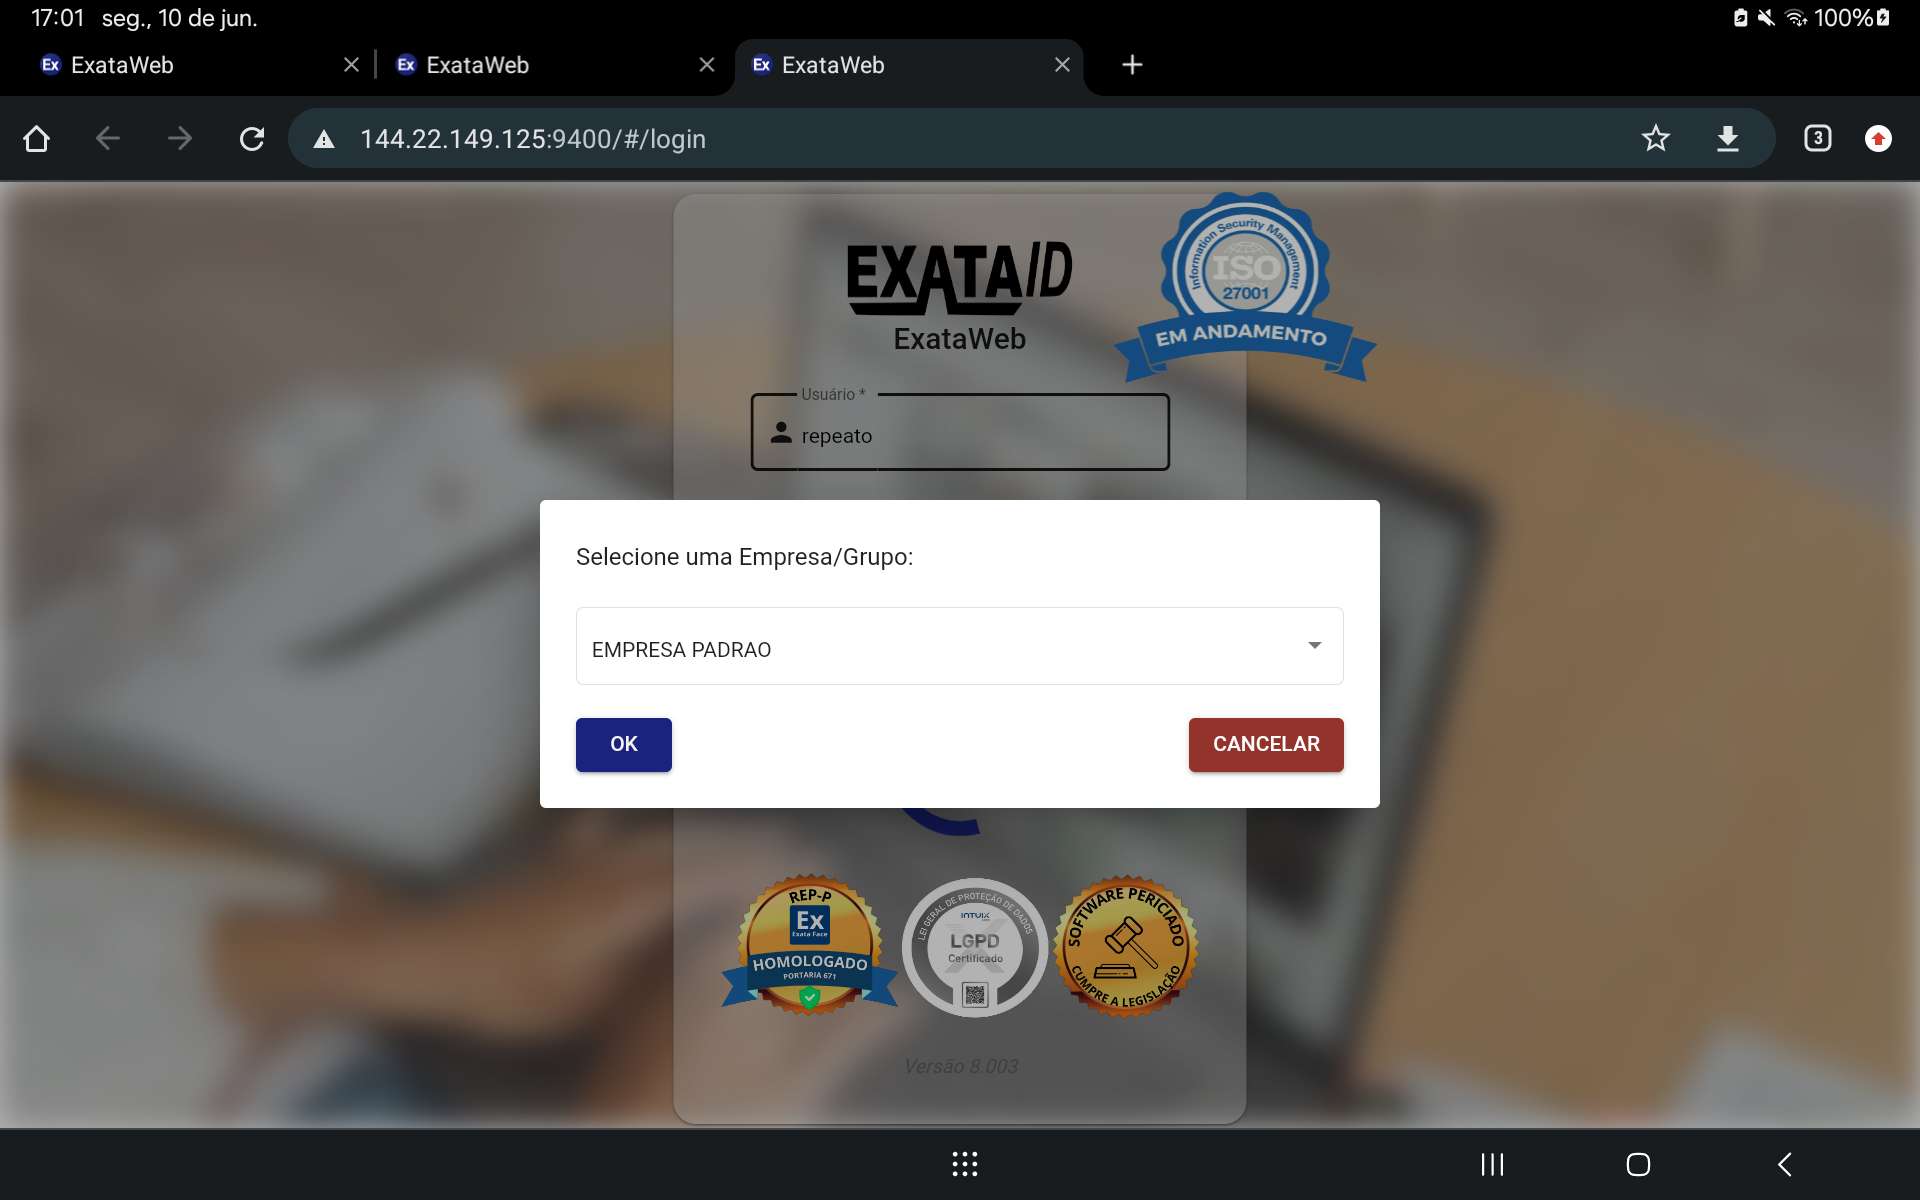 17:01 seg., 10 de jun.
100%
Ex ExataWeb
Ex ExataWeb
Ex ExataWeb
144.22.149.125:9400/#/login
3
EXATAID
ExataWeb
Information Security Management
ISO
27001
EM ANDAMENTO
Usuário *
repeato
Selecione uma Empresa/Grupo:
EMPRESA PADRAO
OK
CANCELAR
REP-P
Ex
Exata Face
HOMOLOGADO
PORTARIA 671
LEI GERAL DE PROTEÇÃO DE DADOS
INTUIX
LGPD
Certificado
SOFTWARE PERICIADO
CUMPRE A LEGISLAÇÃO
Versão 8.003